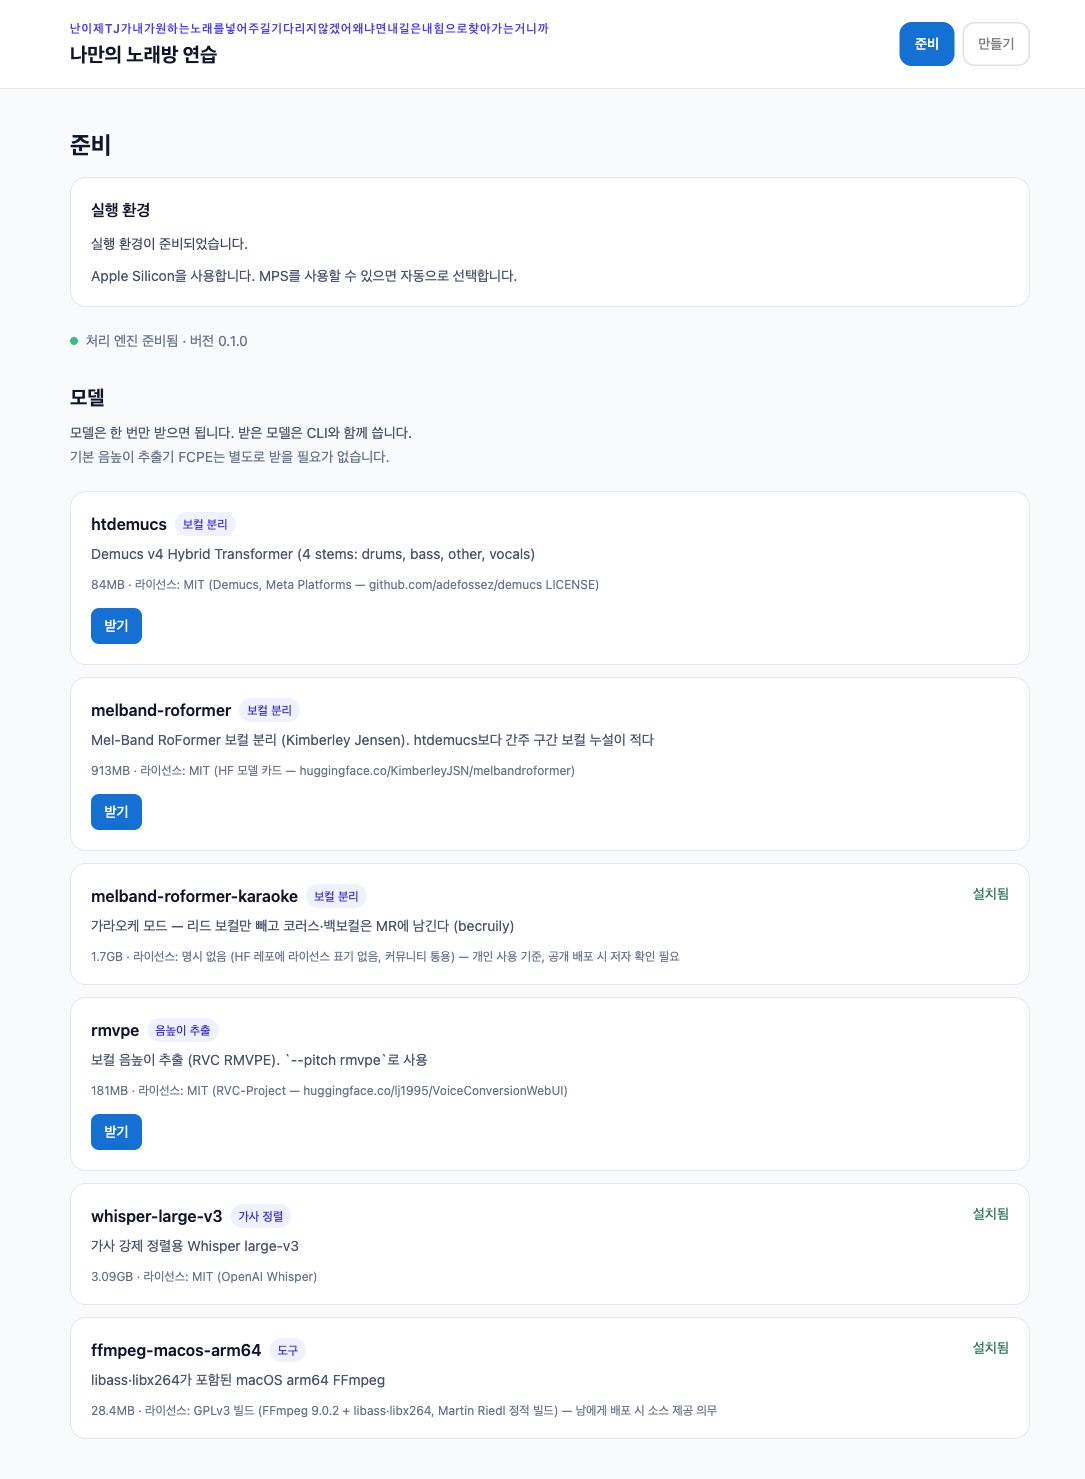 난이제TJ가내가원하는노래를넣어주길기다리지않겠어왜냐면내길은내힘으로찾아가는거니까
나만의 노래방 연습
준비
만들기
준비
실행 환경
실행 환경이 준비되었습니다.
Apple Silicon을 사용합니다. MPS를 사용할 수 있으면 자동으로 선택합니다.
처리 엔진 준비됨 · 버전 0.1.0
모델
모델은 한 번만 받으면 됩니다. 받은 모델은 CLI와 함께 씁니다.
기본 음높이 추출기 FCPE는 별도로 받을 필요가 없습니다.
htdemucs 보컬 분리
Demucs v4 Hybrid Transformer (4 stems: drums, bass, other, vocals)
84MB · 라이선스: MIT (Demucs, Meta Platforms — github.com/adefossez/demucs LICENSE)
받기
melband-roformer 보컬 분리
Mel-Band RoFormer 보컬 분리 (Kimberley Jensen). htdemucs보다 간주 구간 보컬 누설이 적다
913MB · 라이선스: MIT (HF 모델 카드 — huggingface.co/KimberleyJSN/melbandroformer)
받기
melband-roformer-karaoke 보컬 분리 설치됨
가라오케 모드 — 리드 보컬만 빼고 코러스·백보컬은 MR에 남긴다 (becruily)
1.7GB · 라이선스: 명시 없음 (HF 레포에 라이선스 표기 없음, 커뮤니티 통용) — 개인 사용 기준, 공개 배포 시 저자 확인 필요
rmvpe 음높이 추출
보컬 음높이 추출 (RVC RMVPE). `--pitch rmvpe`로 사용
181MB · 라이선스: MIT (RVC-Project — huggingface.co/lj1995/VoiceConversionWebUI)
받기
whisper-large-v3 가사 정렬 설치됨
가사 강제 정렬용 Whisper large-v3
3.09GB · 라이선스: MIT (OpenAI Whisper)
ffmpeg-macos-arm64 도구 설치됨
libass·libx264가 포함된 macOS arm64 FFmpeg
28.4MB · 라이선스: GPLv3 빌드 (FFmpeg 9.0.2 + libass·libx264, Martin Riedl 정적 빌드) — 남에게 배포 시 소스 제공 의무